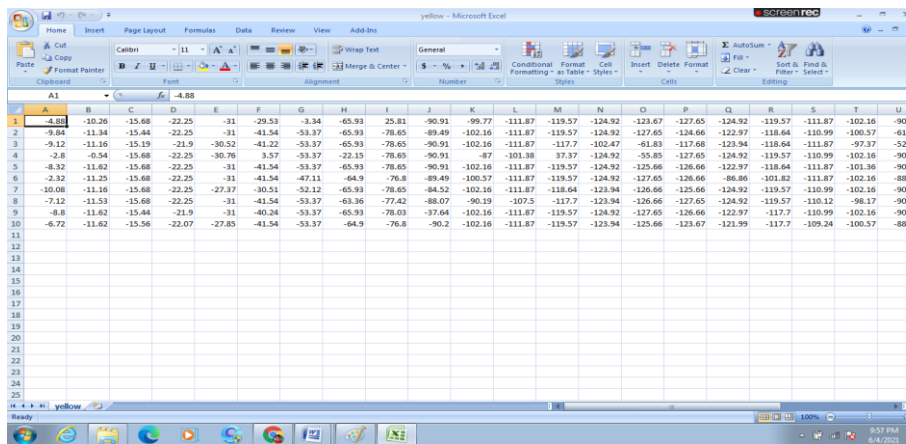 yellow - Microsoft Excel
screenrec
Home Insert Page Layout Formulas Data Review View Add-Ins
Cut Calibri 11 Wrap Text General Σ AutoSum
Copy Fill
Paste Format Painter B I U Merge & Center $ % , Conditional Format Cell Insert Delete Format Clear Sort & Find &
Formatting as Table Styles Filter Select
Clipboard Font Alignment Number Styles Cells Editing
A1 fx -4.88
A B C D E F G H I J K L M N O P Q R S T U
1 -4.88 -10.26 -15.68 -22.25 -31 -29.53 -3.34 -65.93 25.81 -90.91 -99.77 -111.87 -119.57 -124.92 -123.67 -127.65 -124.92 -119.57 -111.87 -102.16 -90
2 -9.84 -11.34 -15.44 -22.25 -31 -41.54 -53.37 -65.93 -78.65 -89.49 -102.16 -111.87 -119.57 -124.92 -127.65 -124.66 -122.97 -118.64 -110.99 -100.57 -61
3 -9.12 -11.16 -15.19 -21.9 -30.52 -41.22 -53.37 -65.93 -78.65 -90.91 -102.16 -111.87 -117.7 -102.47 -61.83 -117.68 -123.94 -118.64 -111.87 -97.37 -52
4 -2.8 -0.54 -15.68 -22.25 -30.76 3.57 -53.37 -22.15 -78.65 -90.91 -87 -101.38 37.37 -124.92 -55.85 -127.65 -124.92 -119.57 -110.99 -102.16 -90
5 -8.32 -11.62 -15.68 -22.25 -31 -41.54 -53.37 -65.93 -78.65 -90.91 -102.16 -111.87 -119.57 -124.92 -125.66 -127.65 -122.97 -118.64 -111.87 -101.36 -90
6 -2.32 -11.25 -15.68 -22.25 -31 -41.54 -47.11 -64.9 -76.8 -89.49 -100.57 -111.87 -119.57 -124.92 -127.65 -126.66 -86.86 -101.82 -111.87 -102.16 -88
7 -10.08 -11.16 -15.68 -22.25 -27.37 -30.51 -52.12 -65.93 -78.65 -84.52 -102.16 -111.87 -118.64 -123.94 -126.66 -125.66 -124.92 -119.57 -110.99 -102.16 -90
8 -7.12 -11.53 -15.68 -22.25 -31 -41.54 -53.37 -63.36 -77.42 -88.07 -90.19 -107.5 -117.7 -123.94 -126.66 -127.65 -124.92 -119.57 -110.12 -98.17 -90
9 -8.8 -11.62 -15.44 -21.9 -31 -40.24 -53.37 -65.93 -78.03 -37.64 -102.16 -111.87 -119.57 -124.92 -127.65 -126.66 -122.97 -117.7 -110.99 -102.16 -90
10 -6.72 -11.62 -15.56 -22.07 -27.85 -41.54 -53.37 -64.9 -76.8 -90.2 -102.16 -111.87 -119.57 -123.94 -125.66 -123.67 -121.99 -117.7 -109.24 -100.57 -88
11
12
13
14
15
16
17
18
19
20
21
22
23
24
25
yellow
Ready 100%
9:57 PM
6/4/2021